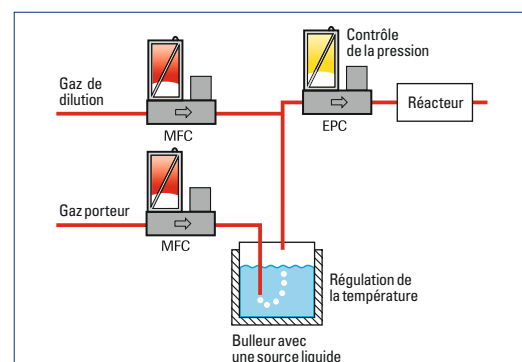 Contrôle
de la pression
Gaz de
dilution
MFC
EPC
Réacteur
Gaz porteur
MFC
Régulation de
la température
Bulleur avec
une source liquide